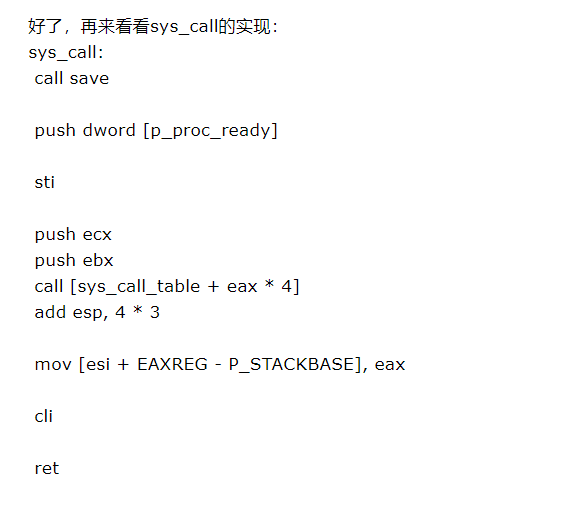 好了，再来看看sys_call的实现：
sys_call:
call save
push dword [p_proc_ready]
sti
push ecx
push ebx
call [sys_call_table + eax * 4]
add esp, 4 * 3
mov [esi + EAXREG - P_STACKBASE], eax
cli
ret